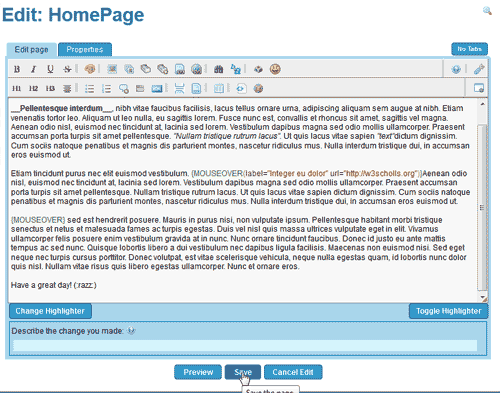 Edit: HomePage
Edit page Properties No Tabs
B I U S
H1 H2 H3
__Pellentesque interdum__, nibh vitae faucibus facilisis, lacus tellus ornare urna, adipiscing aliquam sem augue at nibh. Etiam
venenatis tortor leo. Aliquam ut leo nulla, eu sagittis lorem. Fusce nunc est, convallis et rhoncus sit amet, sagittis vel magna.
Aenean odio nisl, euismod nec tincidunt at, lacinia sed lorem. Vestibulum dapibus magna sed odio mollis ullamcorper. Praesent
accumsan porta turpis sit amet pellentesque. ''Nullam tristique rutrum lacus''. Ut quis lacus vitae sapien ''text''dictum dignissim.
Cum sociis natoque penatibus et magnis dis parturient montes, nascetur ridiculus mus. Nulla interdum tristique dui, in accumsan
eros euismod ut.
Etiam tincidunt purus nec elit euismod vestibulum. {MOUSEOVER(label="Integer eu dolor" url="http://w3scholls.org")}Aenean odio
nisl, euismod nec tincidunt at, lacinia sed lorem. Vestibulum dapibus magna sed odio mollis ullamcorper. Praesent accumsan
porta turpis sit amet pellentesque. Nullam tristique rutrum lacus. Ut quis lacus vitae sapien dictum dignissim. Cum sociis natoque
penatibus et magnis dis parturient montes, nascetur ridiculus mus. Nulla interdum tristique dui, in accumsan eros euismod ut.
{MOUSEOVER} sed est hendrerit posuere. Mauris in purus nisi, non vulputate ipsum. Pellentesque habitant morbi tristique
senectus et netus et malesuada fames ac turpis egestas. Duis vel nisl quis massa ultrices vulputate eget in elit. Vivamus
ullamcorper felis posuere enim vestibulum gravida at in nunc. Nunc ornare tincidunt faucibus. Donec id justo eu ante mattis
tempus ac sed nunc. Quisque lobortis libero a dui vestibulum nec dapibus ligula facilisis. Maecenas non euismod nisi. Sed eget
neque nec turpis cursus porttitor. Donec volutpat, est vitae scelerisque vehicula, neque nulla egestas quam, id lobortis nunc dolor
quis nisl. Nullam vitae risus quis libero egestas ullamcorper. Nunc et ornare eros.
Have a great day! (:razz:)
Change Highlighter Toggle Highlighter
Describe the change you made:
Preview Save Cancel Edit
Save the page